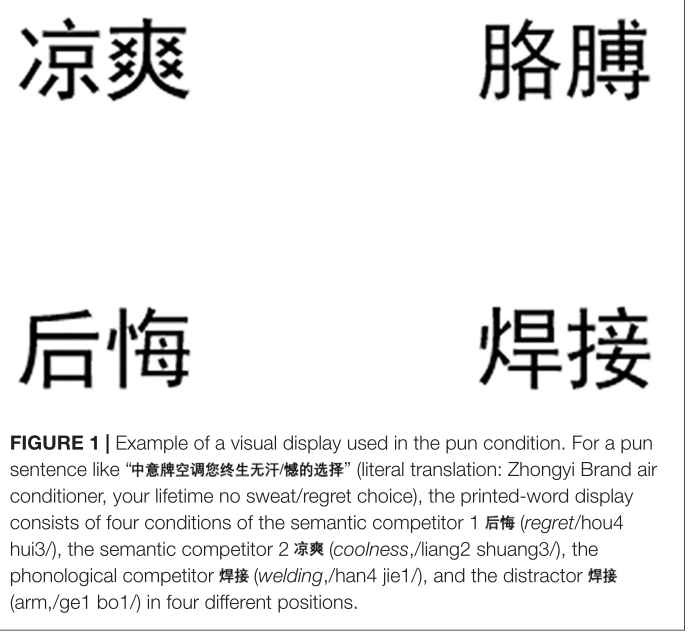 凉爽 胳膊
后悔 焊接
FIGURE 1 | Example of a visual display used in the pun condition. For a pun
sentence like “中意牌空调您终生无汗/憾的选择” (literal translation: Zhongyi Brand air
conditioner, your lifetime no sweat/regret choice), the printed-word display
consists of four conditions of the semantic competitor 1 后悔 (regret/hou4
hui3/), the semantic competitor 2 凉爽 (coolness,/liang2 shuang3/), the
phonological competitor 焊接 (welding,/han4 jie1/), and the distractor 焊接
(arm,/ge1 bo1/) in four different positions.